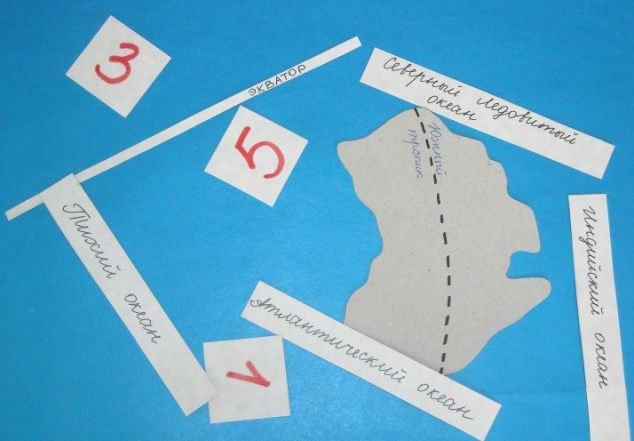 3
ЭКВАТОР
Северный Ледовитый
океан
5
Южный
тропик
Тихий океан
Индийский океан
Атлантический океан
1